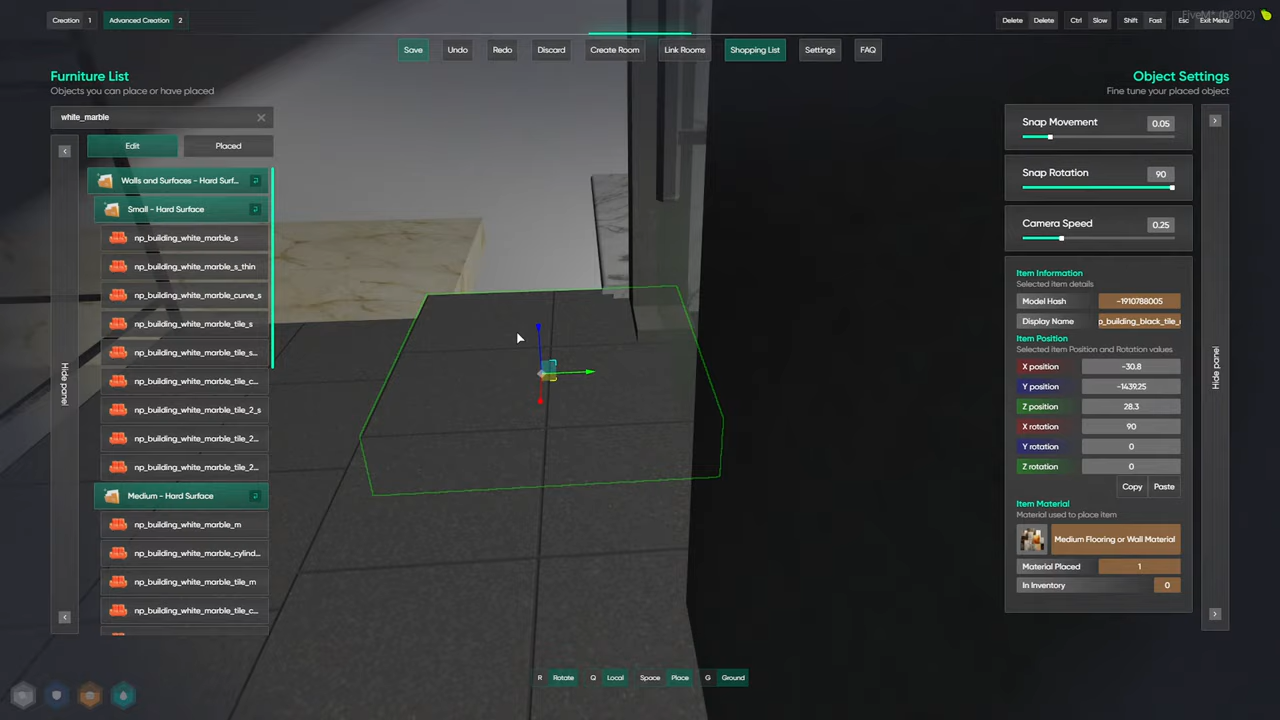 Creation 1 Advanced Creation 2
Delete Delete Ctrl Slow Shift Fast Esc Exit Menu
FiveM* (b2802)
Save Undo Redo Discard Create Room Link Rooms Shopping List Settings FAQ
Furniture List
Objects you can place or have placed
white_marble
Edit Placed
Hide panel
Walls and Surfaces - Hard Surf...
Small - Hard Surface
np_building_white_marble_s
np_building_white_marble_s_thin
np_building_white_marble_curve_s
np_building_white_marble_tile_s
np_building_white_marble_tile_s...
np_building_white_marble_tile_c...
np_building_white_marble_tile_2_s
np_building_white_marble_tile_2...
np_building_white_marble_tile_2...
Medium - Hard Surface
np_building_white_marble_m
np_building_white_marble_cylind...
np_building_white_marble_tile_m
np_building_white_marble_tile_c...
Object Settings
Fine tune your placed object
Snap Movement 0.05
Snap Rotation 90
Camera Speed 0.25
Item Information
Selected item details
Model Hash -1910788005
Display Name p_building_black_tile_
Item Position
Selected item Position and Rotation values
X position -30.8
Y position -1439.25
Z position 28.3
X rotation 90
Y rotation 0
Z rotation 0
Copy Paste
Item Material
Material used to place item
Medium Flooring or Wall Material
Material Placed 1
In Inventory 0
Hide panel
R Rotate Q Local Space Place G Ground